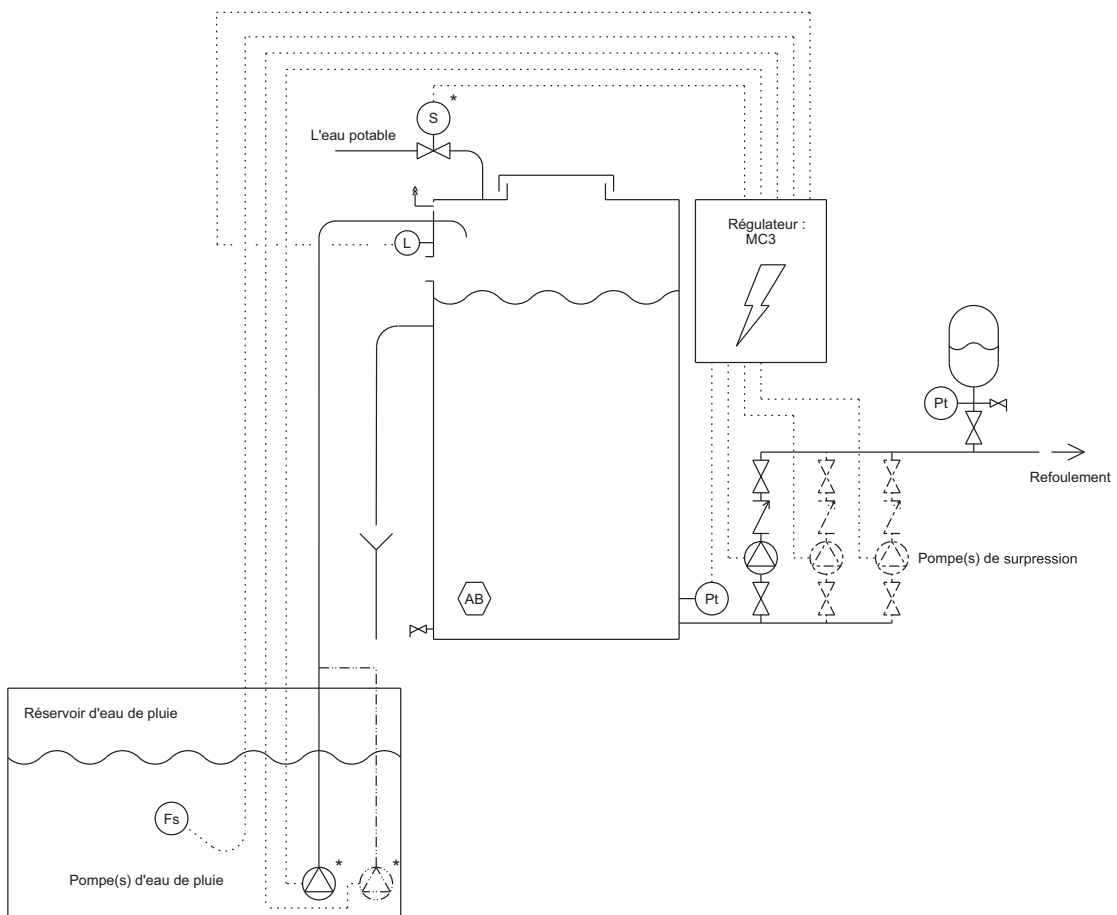 *
S
L'eau potable
L
Régulateur :
MC3
Pt
Refoulement
Pompe(s) de surpression
AB
Pt
Réservoir d'eau de pluie
Fs
*
*
Pompe(s) d'eau de pluie